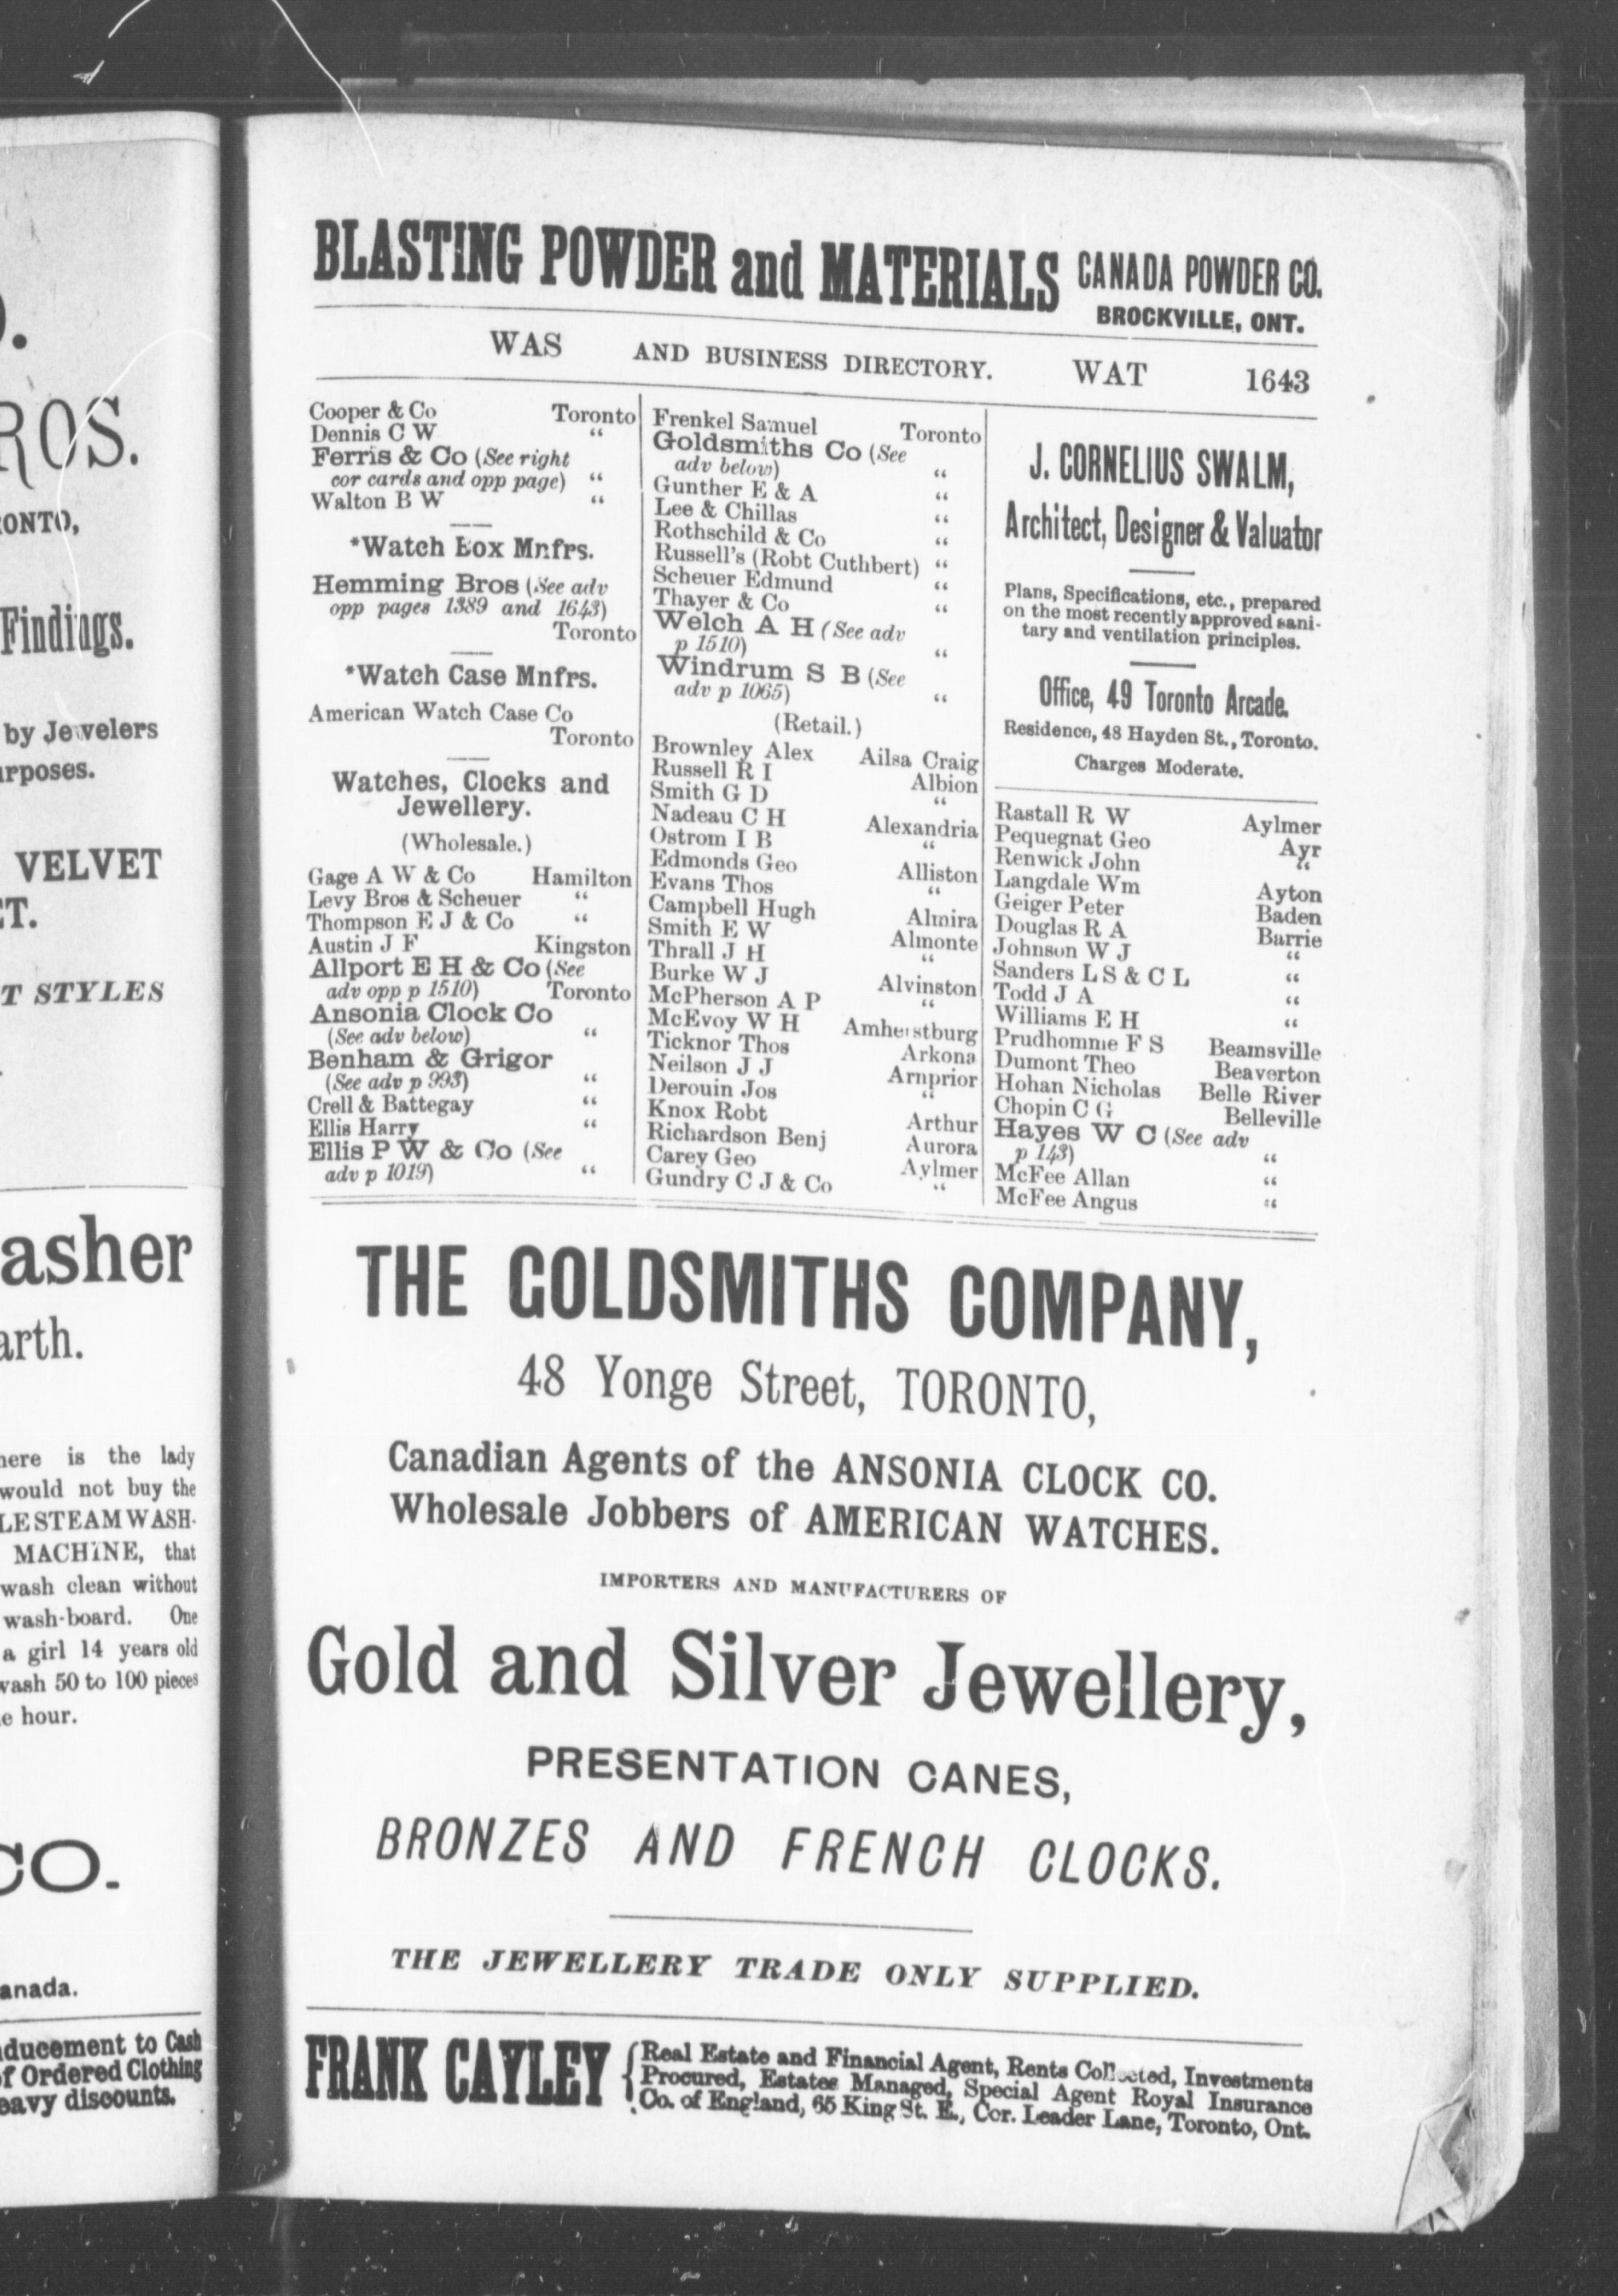 BLASTING POWDER and MATERIALS CANADA POWDER CO.
BROCKVILLE, ONT.
WAS AND BUSINESS DIRECTORY. WAT 1643
Cooper & Co Toronto
Dennis C W “
Ferris & Co (See right
cor cards and opp page) “
Walton B W “
*Watch Box Mnfrs.
Hemming Bros (See adv
opp pages 1389 and 1643)
Toronto
*Watch Case Mnfrs.
American Watch Case Co
Toronto
Watches, Clocks and
Jewellery.
(Wholesale.)
Gage A W & Co Hamilton
Levy Bros & Scheuer “
Thompson E J & Co “
Austin J F Kingston
Allport E H & Co (See
adv opp p 1510) Toronto
Ansonia Clock Co
(See adv below) “
Benham & Grigor
(See adv p 993) “
Crell & Battegay “
Ellis Harry “
Ellis P W & Co (See
adv p 1019) “
Frenkel Samuel Toronto
Goldsmiths Co (See
adv below) “
Gunther E & A “
Lee & Chillas “
Rothschild & Co “
Russell's (Robt Cuthbert) “
Scheuer Edmund “
Thayer & Co “
Welch A H (See adv
p 1510) “
Windrum S B (See
adv p 1065) “
(Retail.)
Brownley Alex Ailsa Craig
Russell R I Albion
Smith G D “
Nadeau C H Alexandria
Ostrom I B “
Edmonds Geo Alliston
Evans Thos “
Campbell Hugh Almira
Smith E W Almonte
Thrall J H “
Burke W J Alvinston
McPherson A P “
McEvoy W H Amherstburg
Ticknor Thos Arkona
Neilson J J Arnprior
Derouin Jos “
Knox Robt Arthur
Richardson Benj Aurora
Carey Geo Aylmer
Gundry C J & Co “
J. CORNELIUS SWALM,
Architect, Designer & Valuator
Plans, Specifications, etc., prepared
on the most recently approved sani-
tary and ventilation principles.
Office, 49 Toronto Arcade.
Residence, 48 Hayden St., Toronto.
Charges Moderate.
Rastall R W Aylmer
Pequegnat Geo Ayr
Renwick John “
Langdale Wm Ayton
Geiger Peter Baden
Douglas R A Barrie
Johnson W J “
Sanders L S & C L “
Todd J A “
Williams E H “
Prudhomme F S Beamsville
Dumont Theo Beaverton
Hohan Nicholas Belle River
Chopin C G Belleville
Hayes W C (See adv
p 143) “
McFee Allan “
McFee Angus “
THE GOLDSMITHS COMPANY,
48 Yonge Street, TORONTO,
Canadian Agents of the ANSONIA CLOCK CO.
Wholesale Jobbers of AMERICAN WATCHES.
IMPORTERS AND MANUFACTURERS OF
Gold and Silver Jewellery,
PRESENTATION CANES,
BRONZES AND FRENCH CLOCKS.
THE JEWELLERY TRADE ONLY SUPPLIED.
FRANK CAYLEY { Real Estate and Financial Agent, Rents Collected, Investments
Procured, Estates Managed, Special Agent Royal Insurance
Co. of England, 65 King St. E., Cor. Leader Lane, Toronto, Ont.
Findings.
by Jewelers
VELVET
T STYLES
here is the lady
would not buy the
STEAM WASH-
MACHINE, that
wash clean without
wash-board. One
a girl 14 years old
wash 50 to 100 pieces
hour.
CO.
to Cash
of Ordered Clothing
heavy discounts.